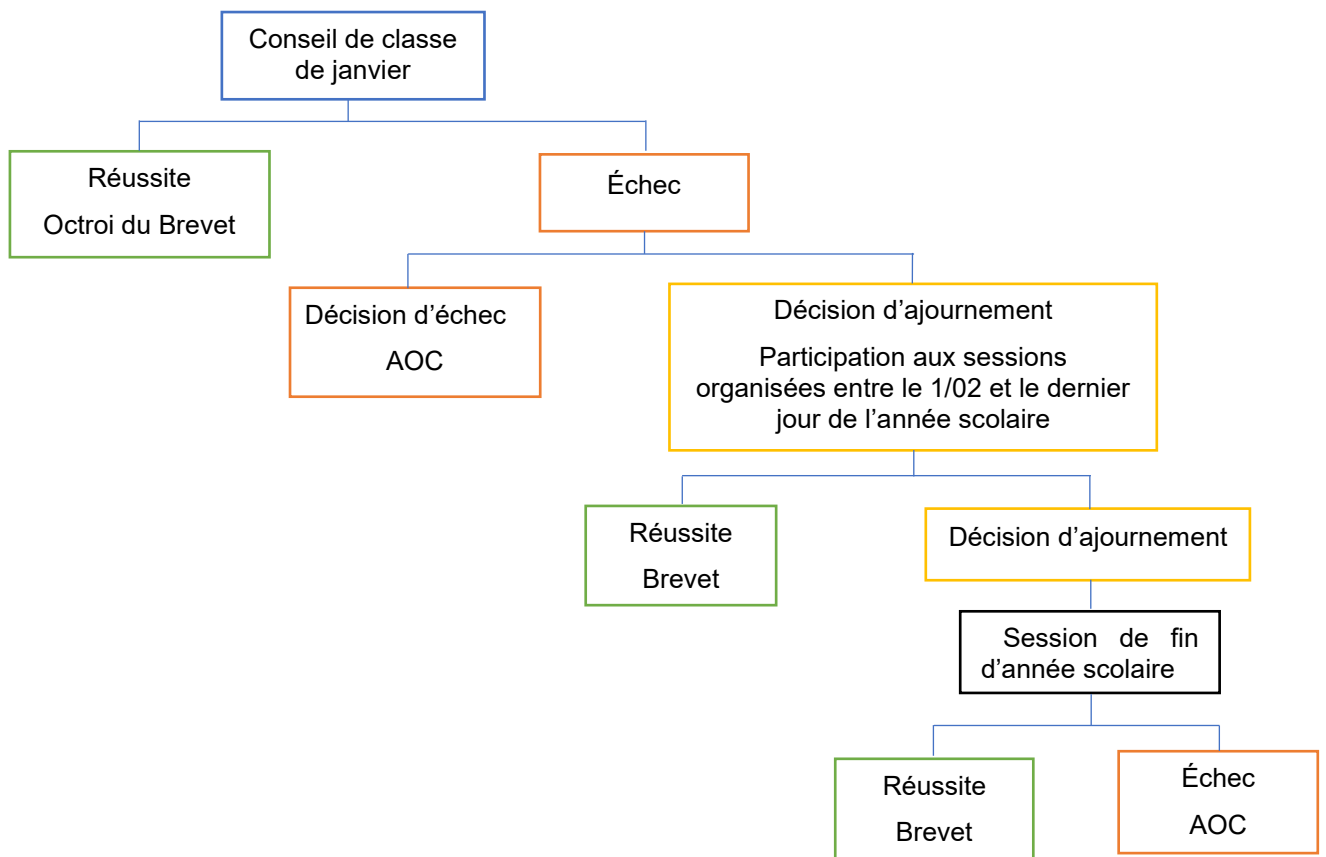 Conseil de classe
de janvier
Réussite
Octroi du Brevet
Échec
Décision d’échec
AOC
Décision d’ajournement
Participation aux sessions
organisées entre le 1/02 et le dernier
jour de l’année scolaire
Réussite
Brevet
Décision d’ajournement
Session de fin
d’année scolaire
Réussite
Brevet
Échec
AOC